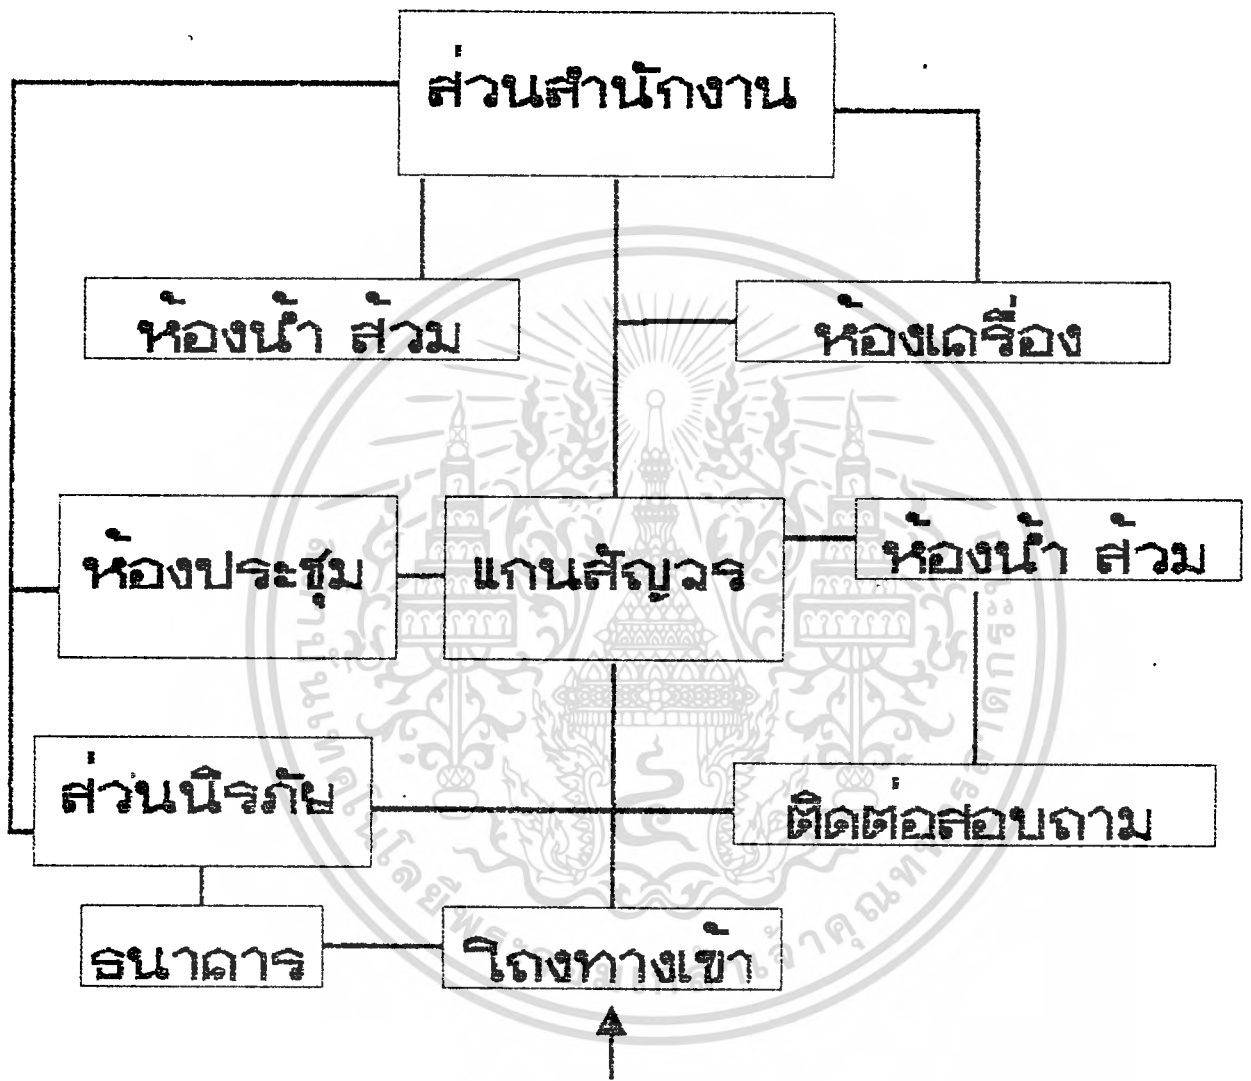 ส่วนสำนักงาน
ห้องน้ำ ส้วม
ห้องเครื่อง
ห้องประชุม
แกนสัญจร
ห้องน้ำ ส้วม
ส่วนนิรภัย
ติดต่อสอบถาม
ธนาคาร
โถงทางเข้า